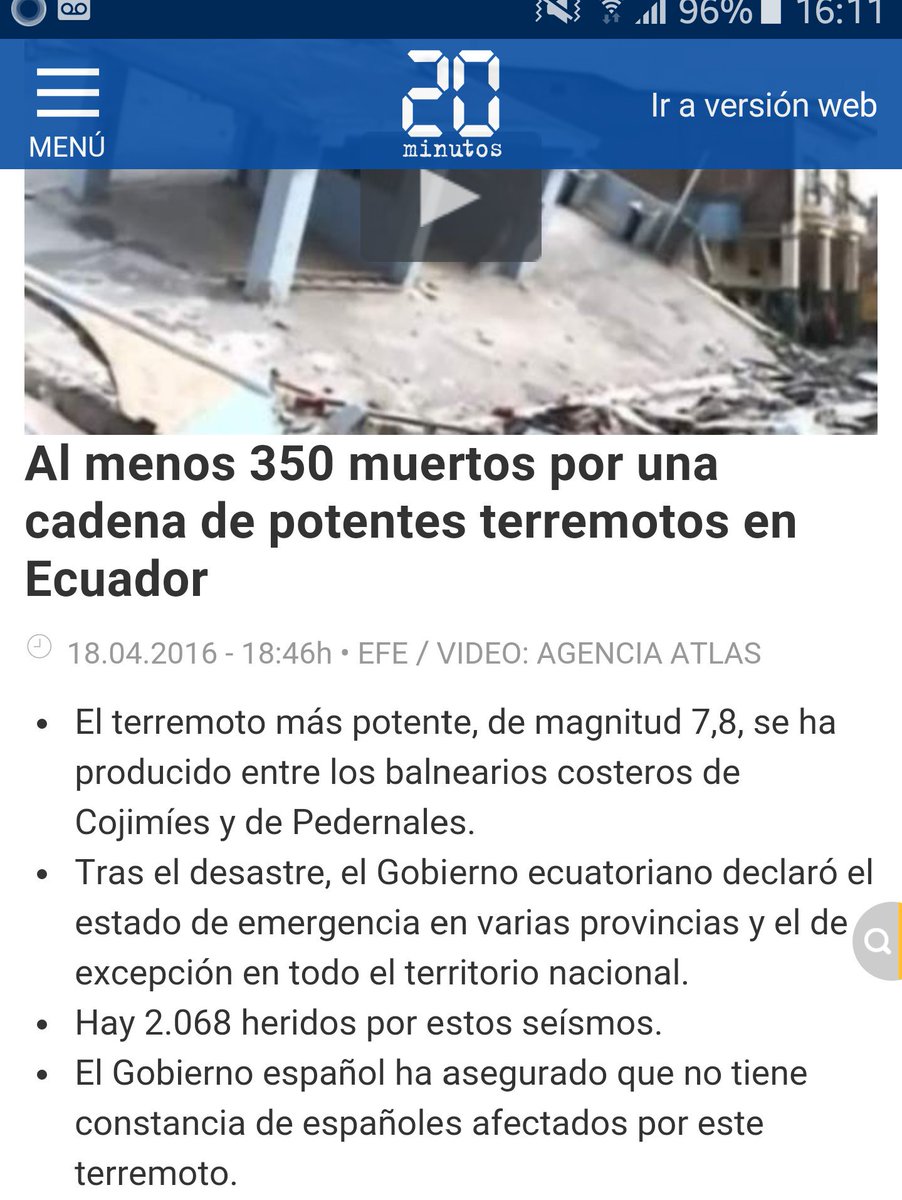 96% 16:11
MENÚ
20
minutos
Ir a versión web
Al menos 350 muertos por una
cadena de potentes terremotos en
Ecuador
18.04.2016 - 18:46h • EFE / VIDEO: AGENCIA ATLAS
• El terremoto más potente, de magnitud 7,8, se ha
producido entre los balnearios costeros de
Cojimíes y de Pedernales.
• Tras el desastre, el Gobierno ecuatoriano declaró el
estado de emergencia en varias provincias y el de
excepción en todo el territorio nacional.
• Hay 2.068 heridos por estos seísmos.
• El Gobierno español ha asegurado que no tiene
constancia de españoles afectados por este
terremoto.